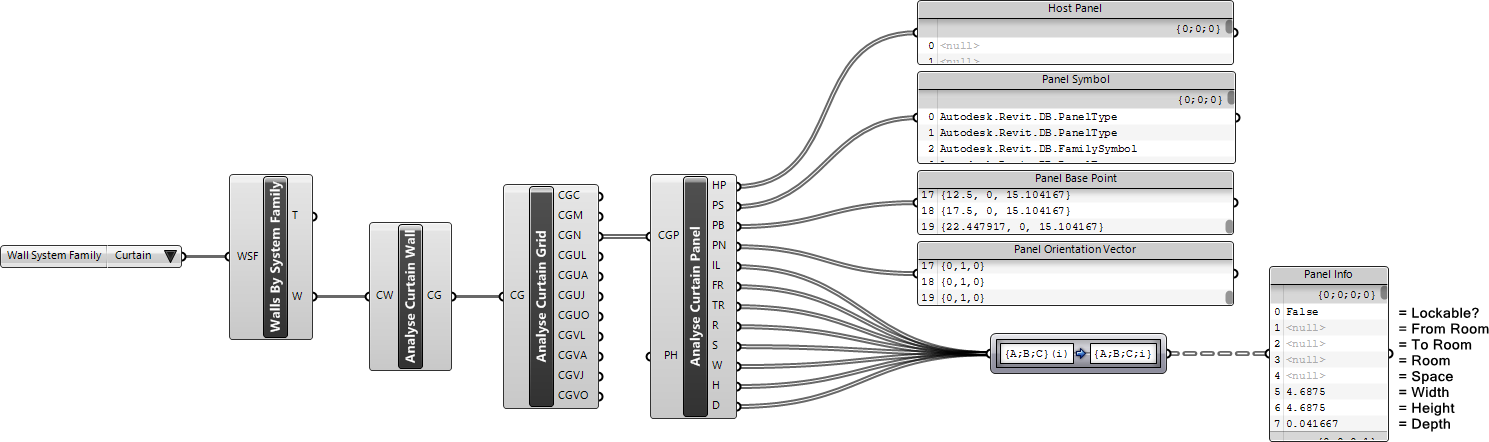 Wall System Family Curtain
WSF
Walls By System Family
T
W
CW
Analyse Curtain Wall
CG
CG
Analyse Curtain Grid
CGC
CGM
CGN
CGUL
CGUA
CGUJ
CGUO
CGVL
CGVA
CGVJ
CGVO
CGP
PH
Analyse Curtain Panel
HP
PS
PB
PN
IL
FR
TR
R
S
W
H
D
Host Panel
{0;0;0}
0 <null>
1 <null>
Panel Symbol
{0;0;0}
0 Autodesk.Revit.DB.PanelType
1 Autodesk.Revit.DB.PanelType
2 Autodesk.Revit.DB.FamilySymbol
Panel Base Point
17 {12.5, 0, 15.104167}
18 {17.5, 0, 15.104167}
19 {22.447917, 0, 15.104167}
Panel Orientation Vector
17 {0,1,0}
18 {0,1,0}
19 {0,1,0}
{A;B;C}(i) {A;B;C;i}
Panel Info
{0;0;0;0}
0 False = Lockable?
1 <null> = From Room
2 <null> = To Room
3 <null> = Room
4 <null> = Space
5 4.6875 = Width
6 4.6875 = Height
7 0.041667 = Depth